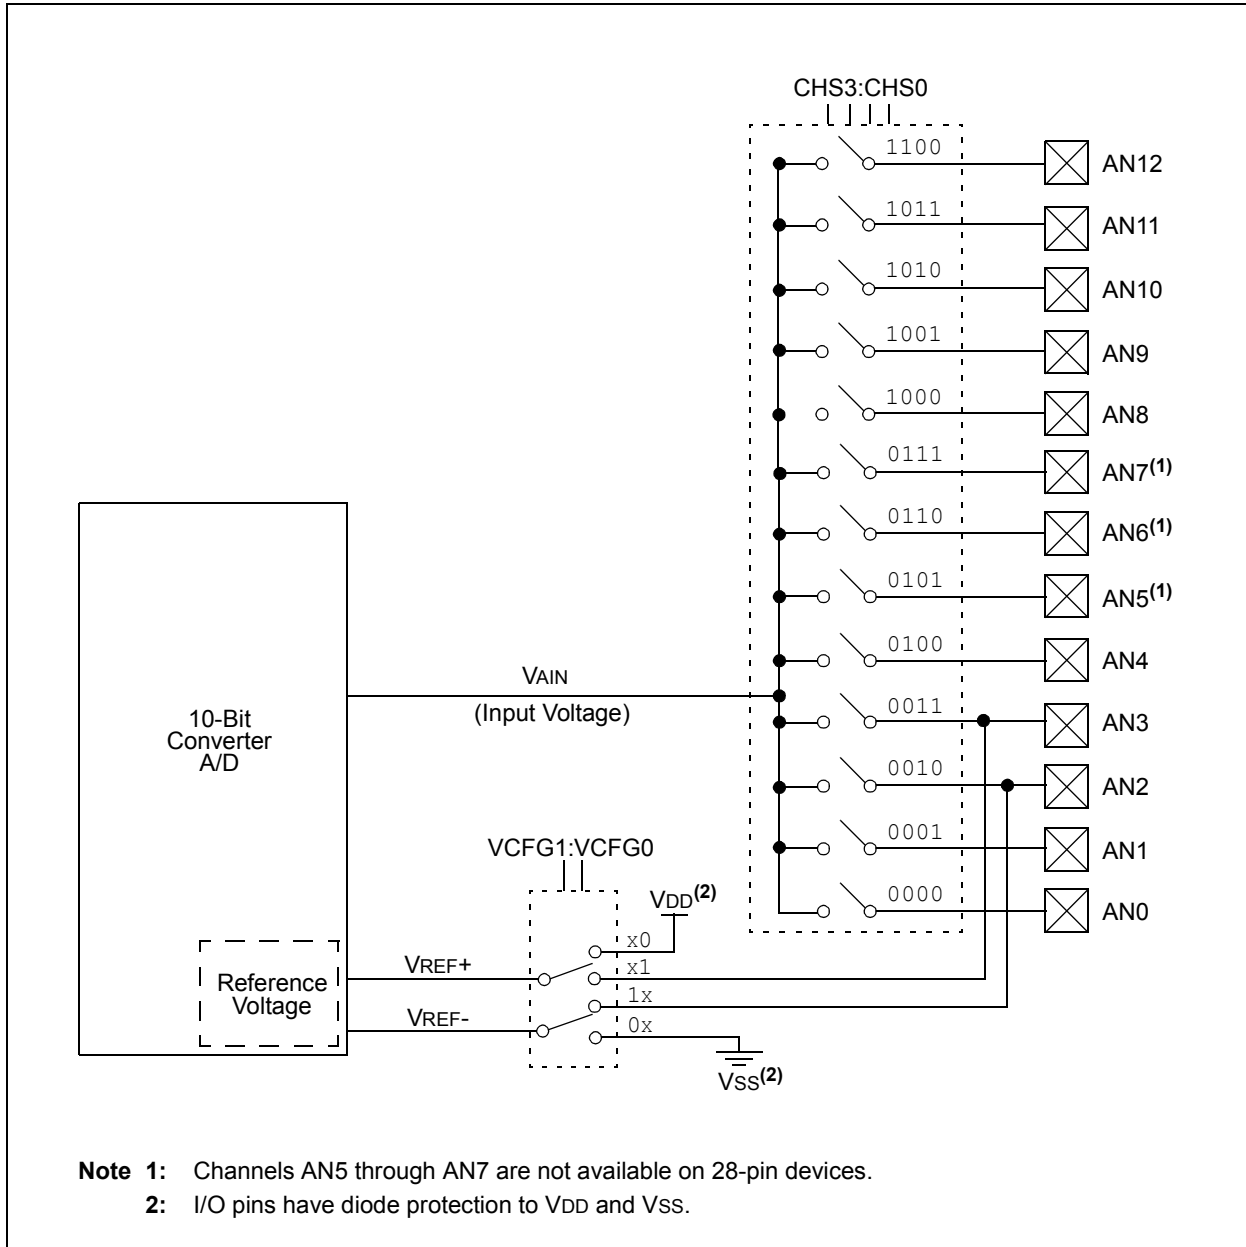 CHS3:CHS0
1100 AN12
1011 AN11
1010 AN10
1001 AN9
1000 AN8
0111 AN7(1)
0110 AN6(1)
0101 AN5(1)
0100 AN4
VAIN
(Input Voltage)
0011 AN3
10-Bit
Converter
A/D
0010 AN2
0001 AN1
VCFG1:VCFG0
0000 AN0
VDD(2)
x0
VREF+
x1
Reference
Voltage
1x
VREF-
0x
VSS(2)
Note 1: Channels AN5 through AN7 are not available on 28-pin devices.
2: I/O pins have diode protection to VDD and VSS.